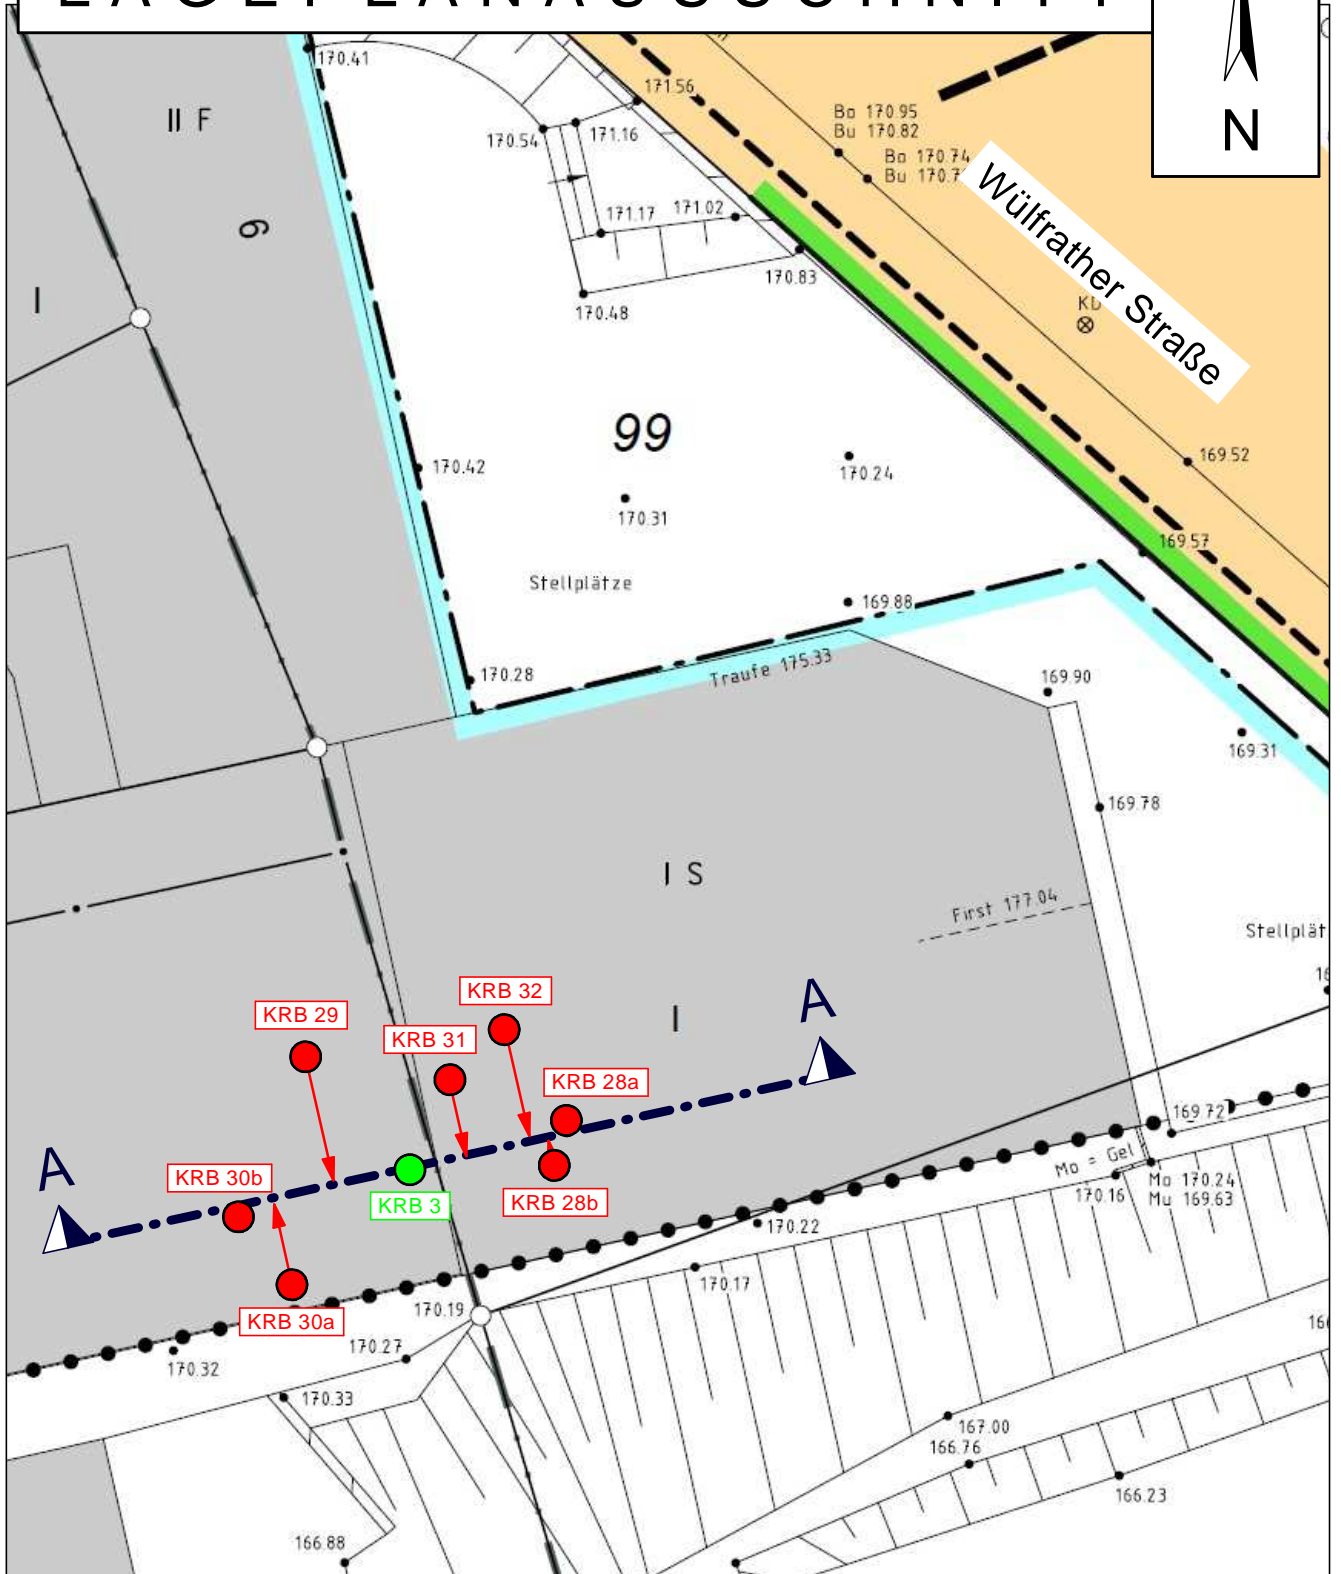 LAGEPLANAUSSCHNITT
N
170.41
II F
171.56
170.54
171.16
Bo 170.95
Bu 170.82
Bo 170.74
Wülfrather Straße
6
171.17
171.02
170.83
170.48
I
KD
99
170.42
170.24
169.52
170.31
169.57
Stellplätze
169.88
170.28
Traufe 175.33
169.90
169.31
169.78
I S
First 177.04
KRB 32
KRB 29
I
A
KRB 31
KRB 28a
169.72
A
KRB 30b
KRB 3
KRB 28b
Mo = Gel
170.16
Mo 170.24
Mu 169.63
170.22
170.17
170.19
KRB 30a
170.27
170.32
170.33
167.00
166.76
166.23
166.88